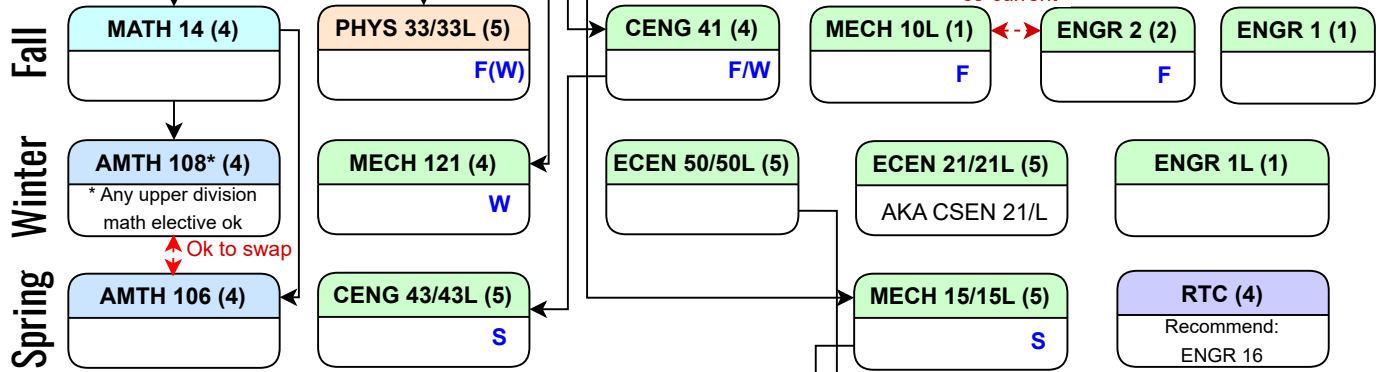 Fall
MATH 14 (4)
PHYS 33/33L (5)
F(W)
CENG 41 (4)
F/W
MECH 10L (1)
F
ENGR 2 (2)
F
ENGR 1 (1)
Winter
AMTH 108* (4)
* Any upper division
math elective ok
MECH 121 (4)
W
ECEN 50/50L (5)
ECEN 21/21L (5)
AKA CSEN 21/L
ENGR 1L (1)
Ok to swap
Spring
AMTH 106 (4)
CENG 43/43L (5)
S
MECH 15/15L (5)
S
RTC (4)
Recommend:
ENGR 16